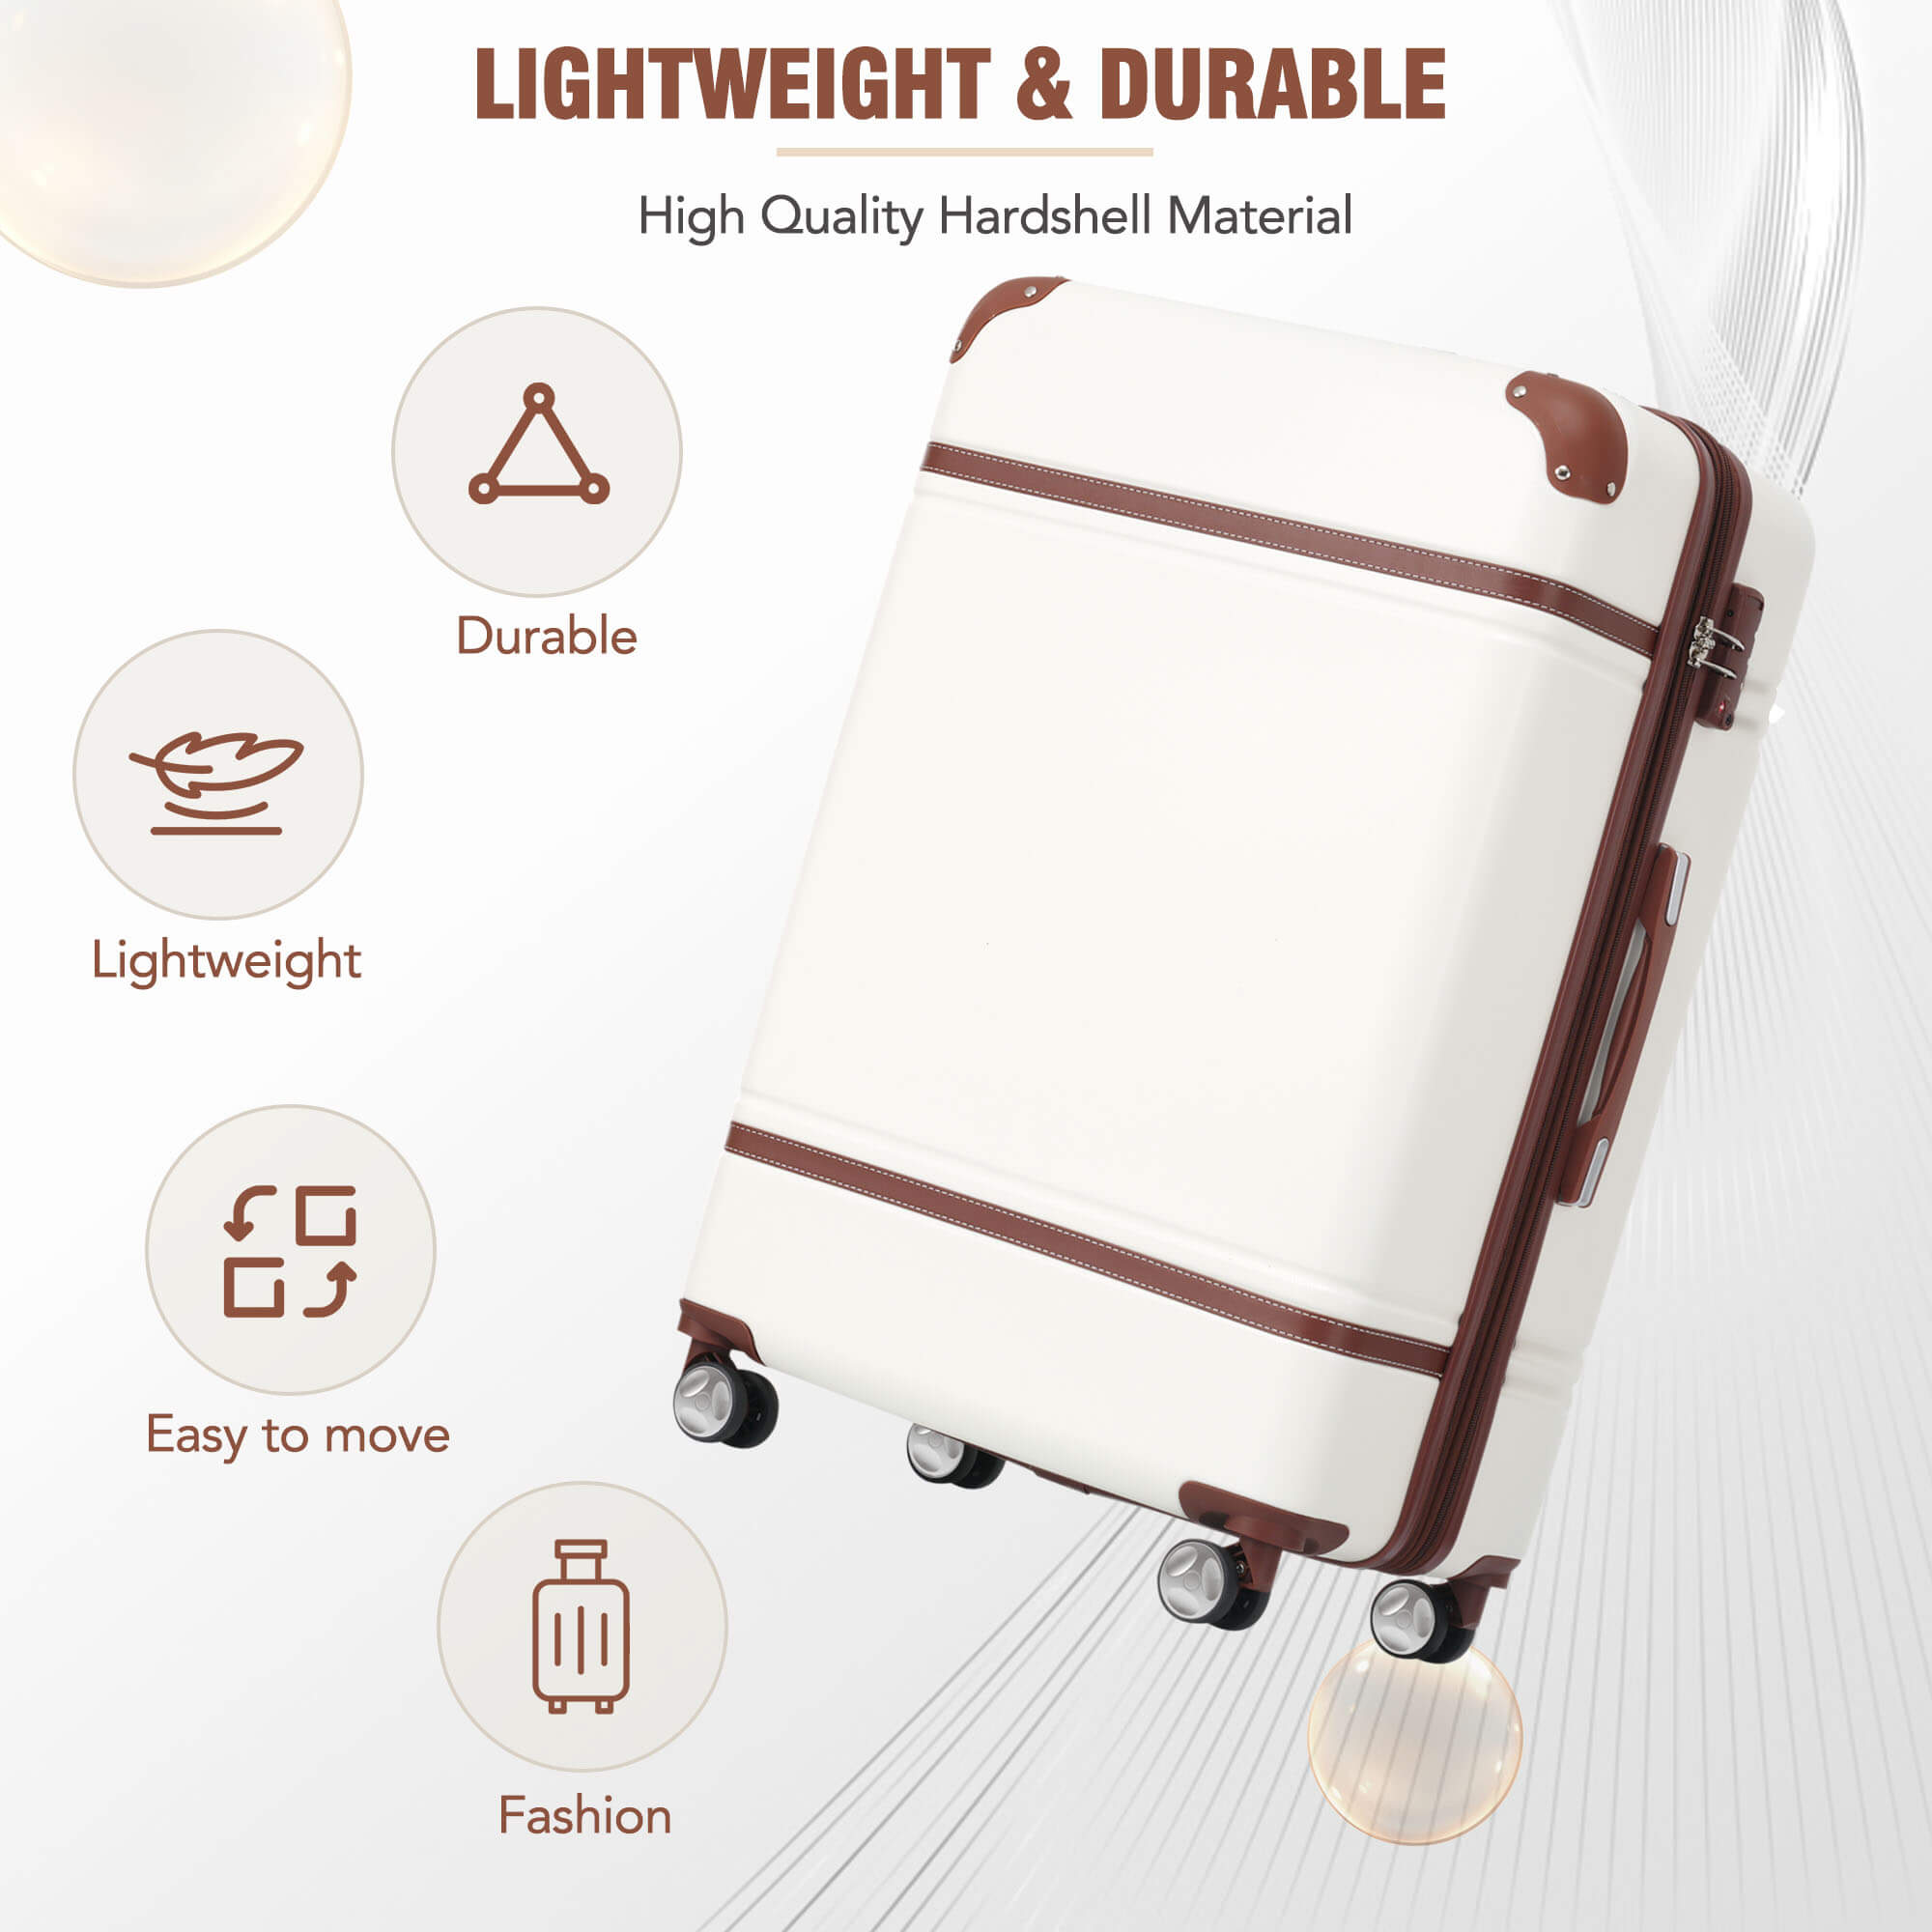 LIGHTWEIGHT & DURABLE
High Quality Hardshell Material
Durable
Lightweight
Easy to move
Fashion